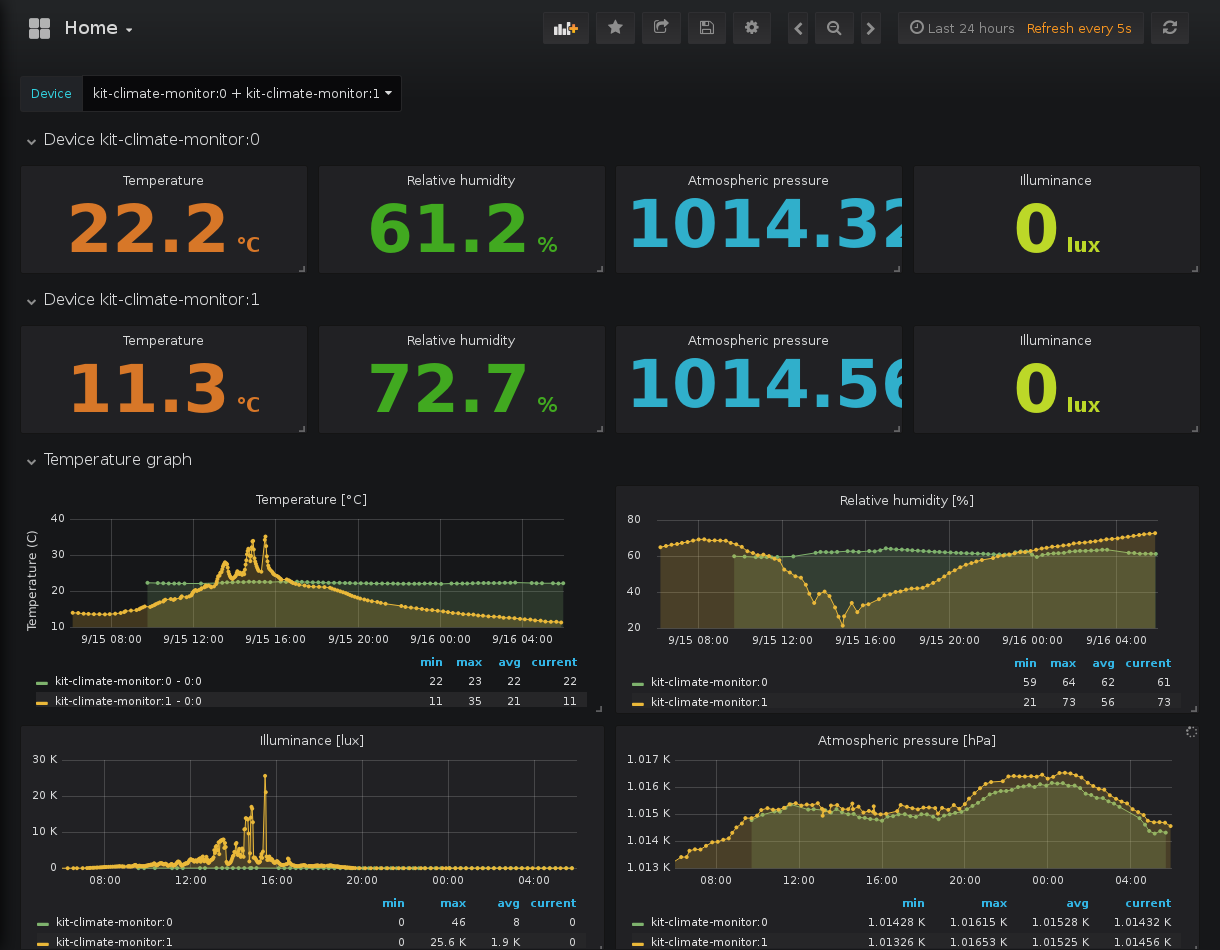 Home
Last 24 hours Refresh every 5s
Device kit-climate-monitor:0 + kit-climate-monitor:1
Device kit-climate-monitor:0
Temperature Relative humidity Atmospheric pressure Illuminance
22.2 °C 61.2 % 1014.32 0 lux
Device kit-climate-monitor:1
Temperature Relative humidity Atmospheric pressure Illuminance
11.3 °C 72.7 % 1014.56 0 lux
Temperature graph
Temperature [°C]
Temperature (C)
40
30
20
10
9/15 08:00 9/15 12:00 9/15 16:00 9/15 20:00 9/16 00:00 9/16 04:00
min max avg current
kit-climate-monitor:0 - 0:0 22 23 22 22
kit-climate-monitor:1 - 0:0 11 35 21 11
Relative humidity [%]
80
60
40
20
9/15 08:00 9/15 12:00 9/15 16:00 9/15 20:00 9/16 00:00 9/16 04:00
min max avg current
kit-climate-monitor:0 59 64 62 61
kit-climate-monitor:1 21 73 56 73
Illuminance [lux]
30 K
20 K
10 K
0
08:00 12:00 16:00 20:00 00:00 04:00
min max avg current
kit-climate-monitor:0 0 46 8 0
kit-climate-monitor:1 0 25.6 K 1.9 K 0
Atmospheric pressure [hPa]
1.017 K
1.016 K
1.015 K
1.014 K
1.013 K
08:00 12:00 16:00 20:00 00:00 04:00
min max avg current
kit-climate-monitor:0 1.01428 K 1.01615 K 1.01528 K 1.01432 K
kit-climate-monitor:1 1.01326 K 1.01653 K 1.01525 K 1.01456 K